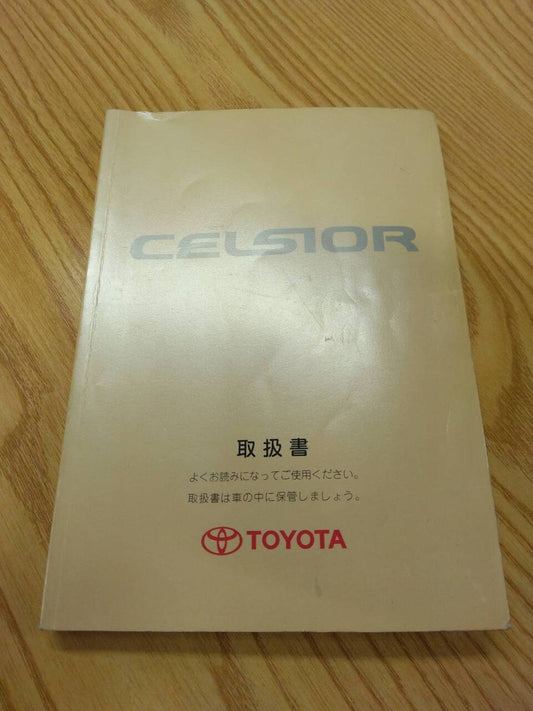 CELSIOR
取扱書
よくお読みになってご使用ください。
取扱書は車の中に保管しましょう。
TOYOTA